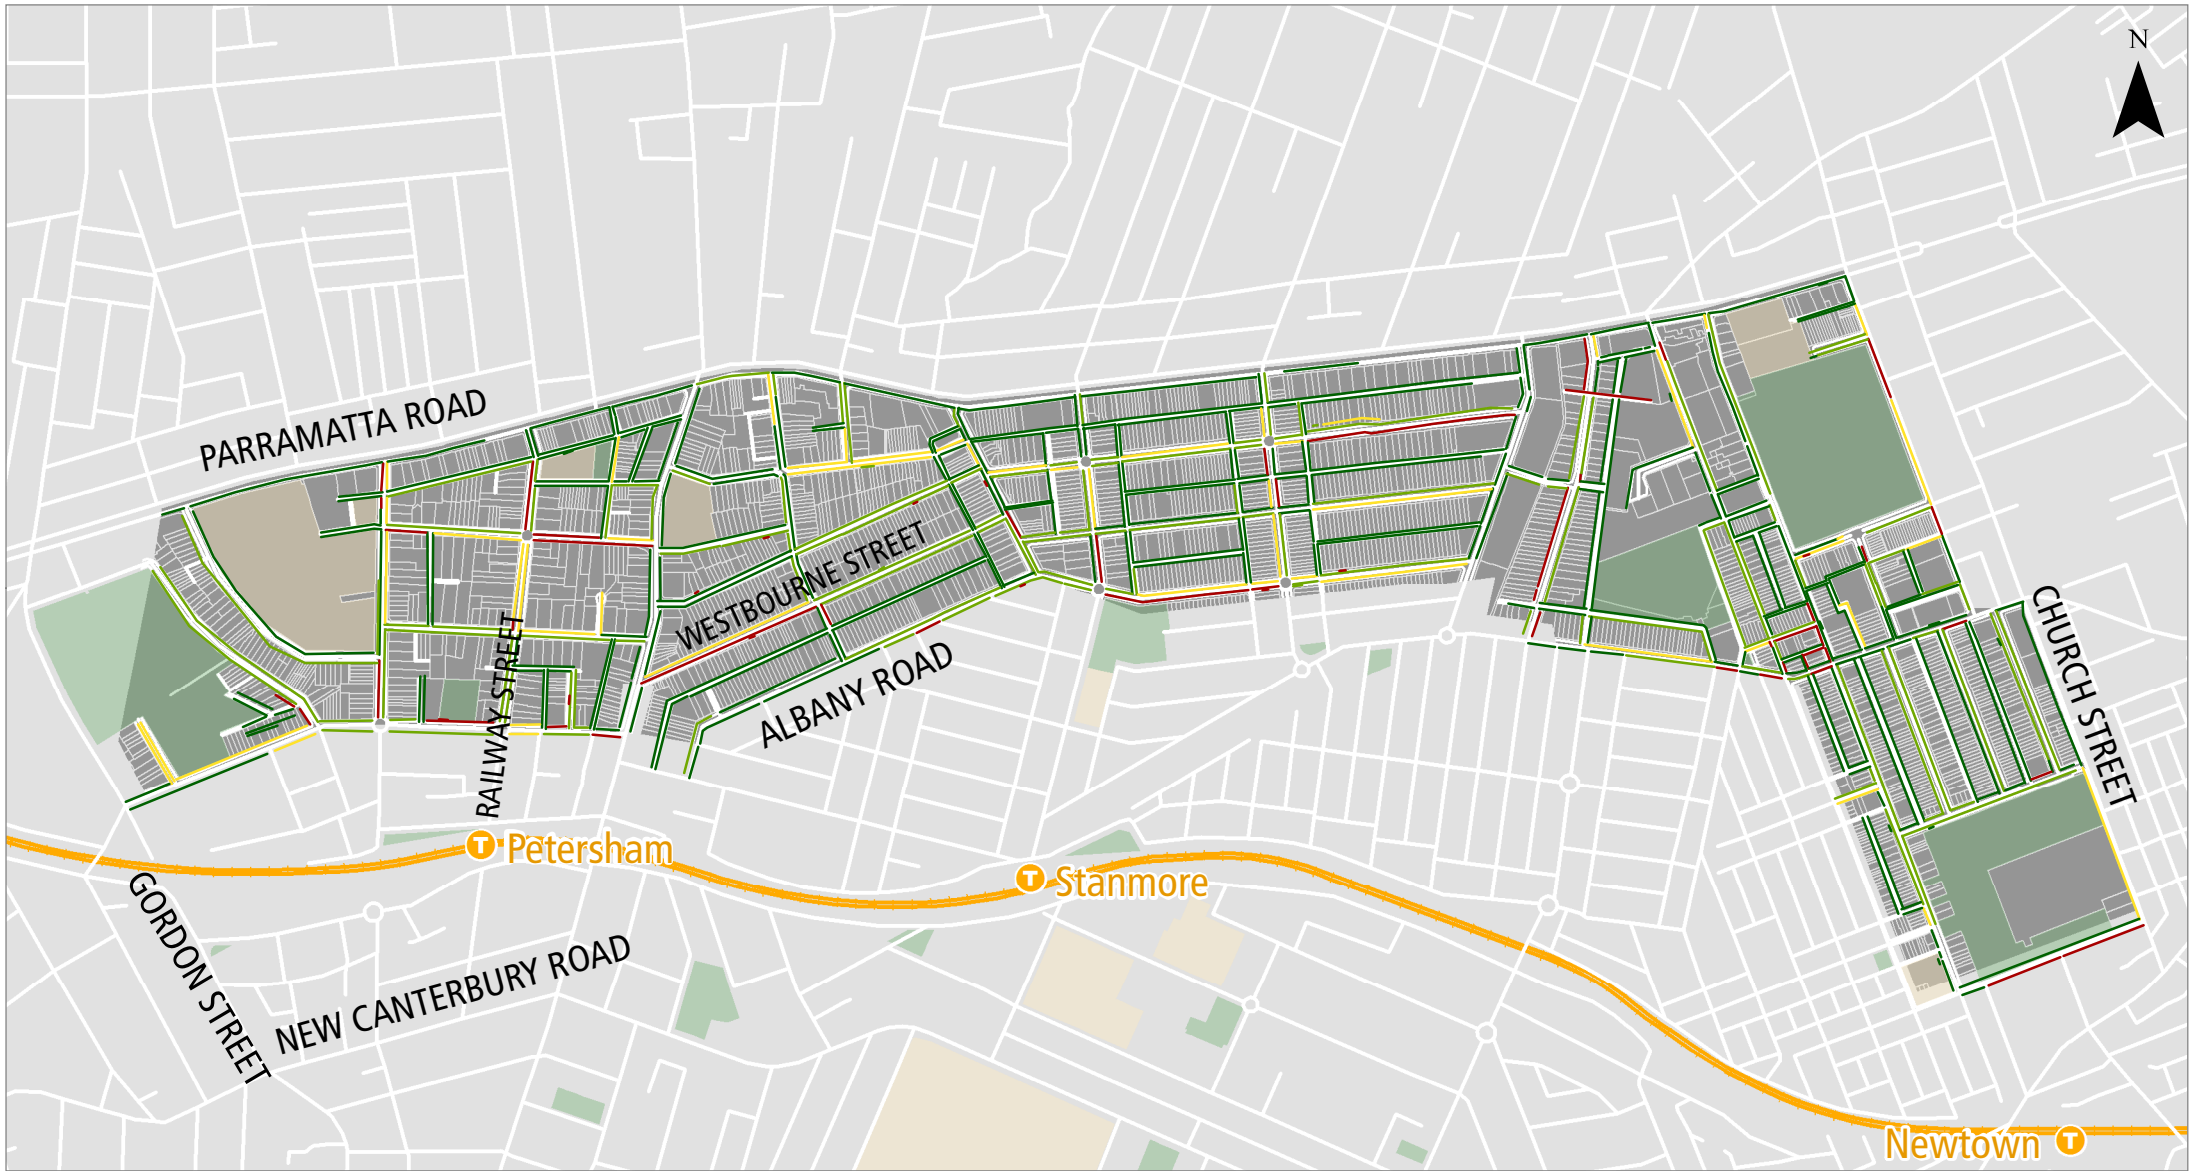 N
PARRAMATTA ROAD
WESTBOURNE STREET
CHURCH STREET
ALBANY ROAD
RAILWAY STREET
T Petersham
T Stanmore
GORDON STREET
NEW CANTERBURY ROAD
Newtown T